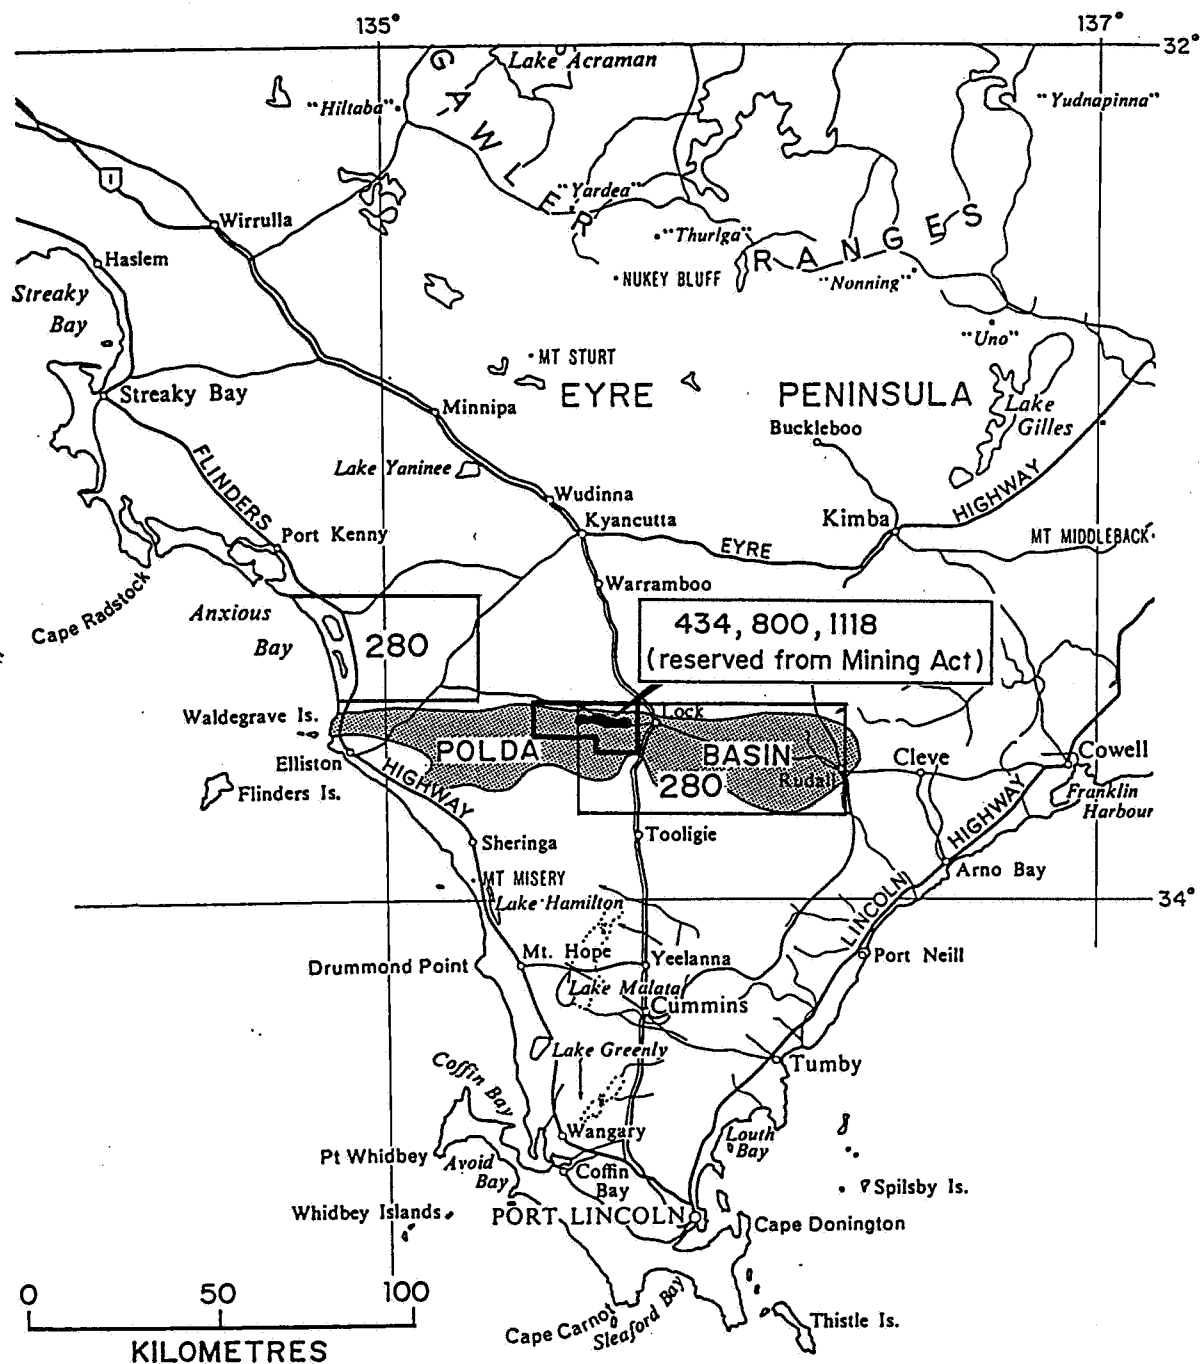 135°
137°
32°
Lake Acraman
"Hiltaba"
"Yudnapinna"
GAWLER
RANGES
"Yardea"
1
Wirrulla
"Thurlga"
Haslem
NUKEY BLUFF
"Nonning"
Streaky
Bay
"Uno"
MT STURT
EYRE PENINSULA
Streaky Bay
Minnipa
Lake
Gilles
Buckleboo
FLINDERS
Lake Yaninee
HIGHWAY
Wudinna
Kyancutta
Kimba
Port Kenny
EYRE
MT MIDDLEBACK
Warramboo
Cape Radstock
Anxious
Bay
280
434, 800, 1118
(reserved from Mining Act)
Waldegrave Is.
Lock
POLDA BASIN
Elliston
HIGHWAY
280
Rudall
Cleve
Cowell
Flinders Is.
Franklin
Harbour
HIGHWAY
Sheringa
Tooligie
Arno Bay
MT MISERY
LINCOLN
Lake Hamilton
34°
Mt. Hope
Yeelanna
Port Neill
Drummond Point
Lake Malata
Cummins
Lake Greenly
Tumby
Coffin Bay
Wangary
Louth
Bay
Pt Whidbey
Avoid
Bay
Coffin
Bay
Spilsby Is.
Whidbey Islands
PORT LINCOLN
Cape Donington
Cape Carnot
Sleaford Bay
Thistle Is.
0 50 100
KILOMETRES